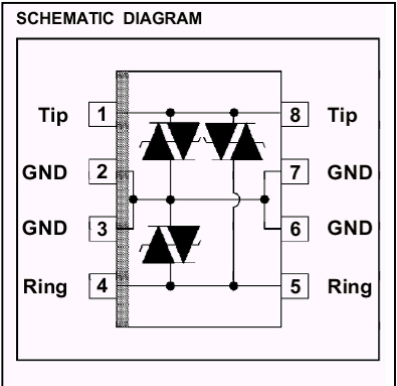 SCHEMATIC DIAGRAM
Tip 1 8 Tip
GND 2 7 GND
GND 3 6 GND
Ring 4 5 Ring